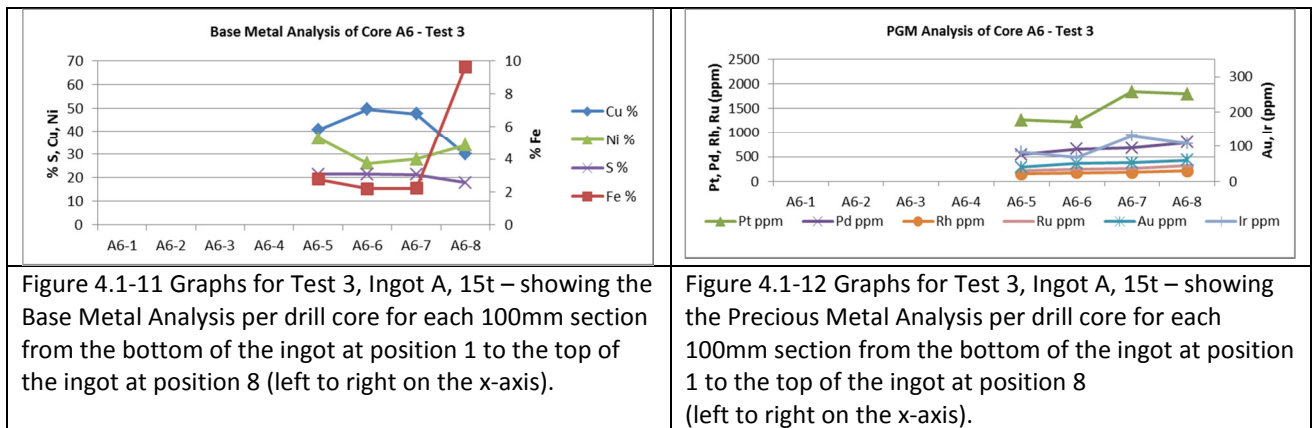 Base Metal Analysis of Core A6 - Test 3
% S, Cu, Ni
70
60
50
40
30
20
10
0
10
8
6
4
2
0
% Fe
A6-1 A6-2 A6-3 A6-4 A6-5 A6-6 A6-7 A6-8
Cu %
Ni %
S %
Fe %
PGM Analysis of Core A6 - Test 3
Pt, Pd, Rh, Ru (ppm)
2500
2000
1500
1000
500
0
300
200
100
0
Au, Ir (ppm)
A6-1 A6-2 A6-3 A6-4 A6-5 A6-6 A6-7 A6-8
Pt ppm Pd ppm Rh ppm Ru ppm Au ppm Ir ppm
Figure 4.1-11 Graphs for Test 3, Ingot A, 15t – showing the
Base Metal Analysis per drill core for each 100mm section
from the bottom of the ingot at position 1 to the top of
the ingot at position 8 (left to right on the x-axis).
Figure 4.1-12 Graphs for Test 3, Ingot A, 15t – showing
the Precious Metal Analysis per drill core for each
100mm section from the bottom of the ingot at position
1 to the top of the ingot at position 8
(left to right on the x-axis).